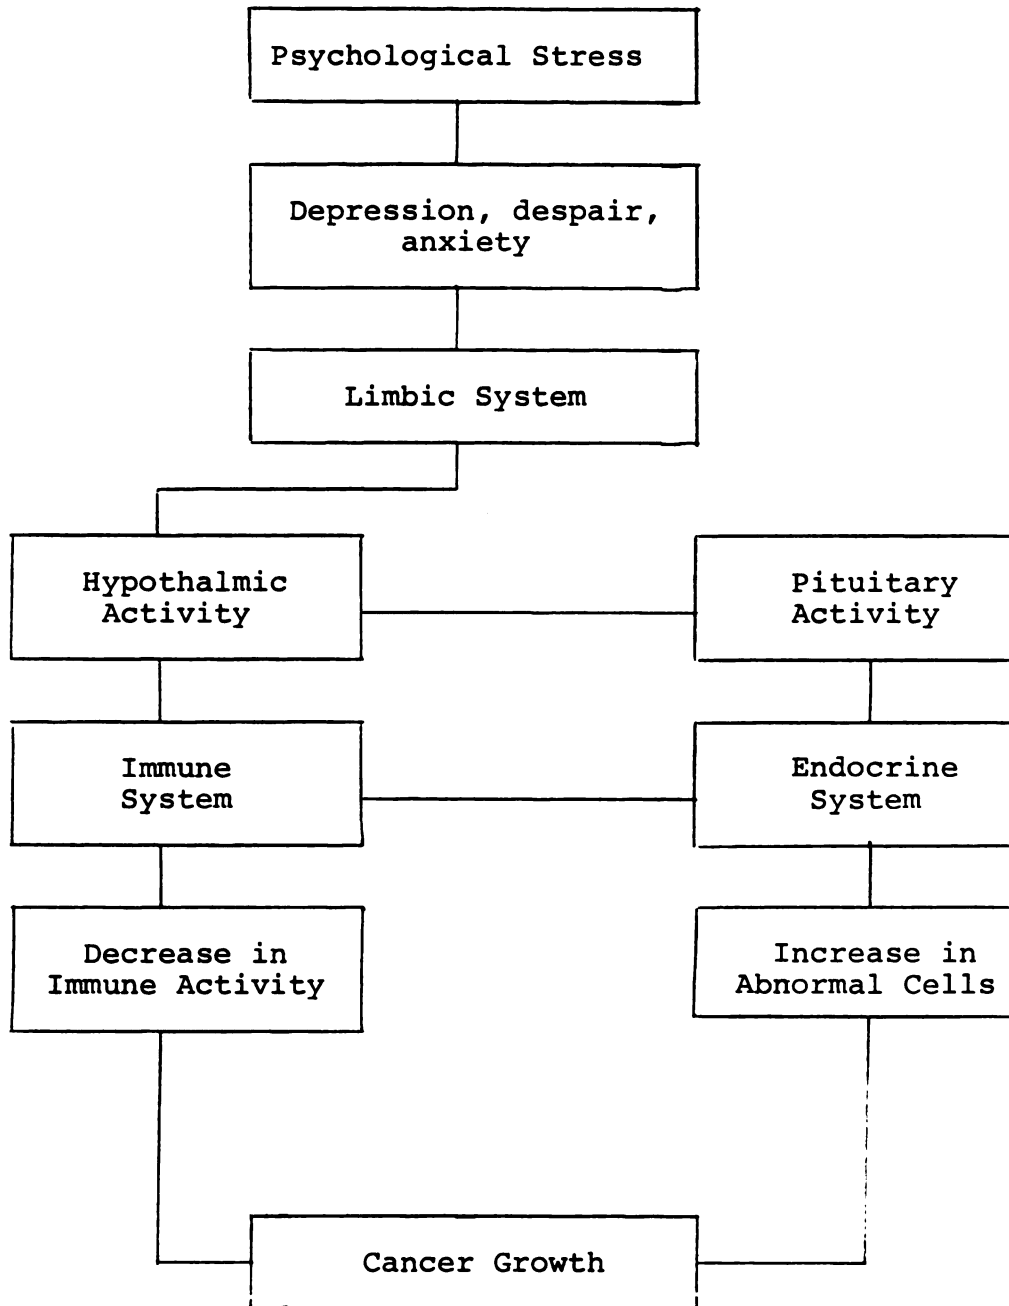 Psychological Stress
Depression, despair,
anxiety
Limbic System
Hypothalmic
Activity
Pituitary
Activity
Immune
System
Endocrine
System
Decrease in
Immune Activity
Increase in
Abnormal Cells
Cancer Growth